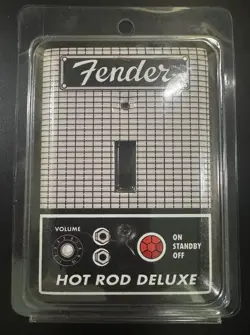 Fender
VOLUME
ON
STANDBY
OFF
HOT ROD DELUXE